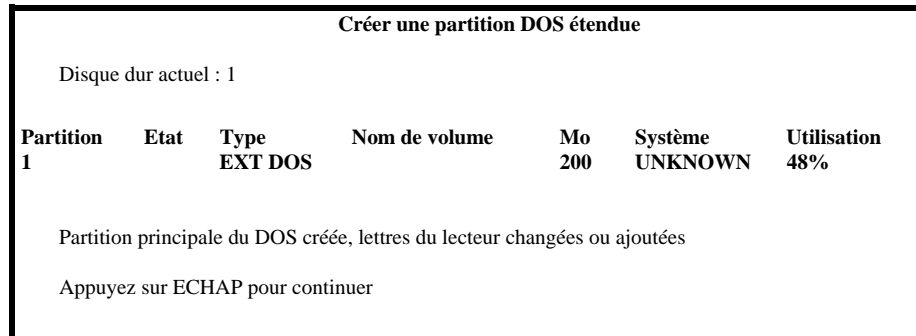 Créer une partition DOS étendue
Disque dur actuel : 1
Partition Etat Type Nom de volume Mo Système Utilisation
1 EXT DOS 200 UNKNOWN 48%
Partition principale du DOS créée, lettres du lecteur changées ou ajoutées
Appuyez sur ECHAP pour continuer